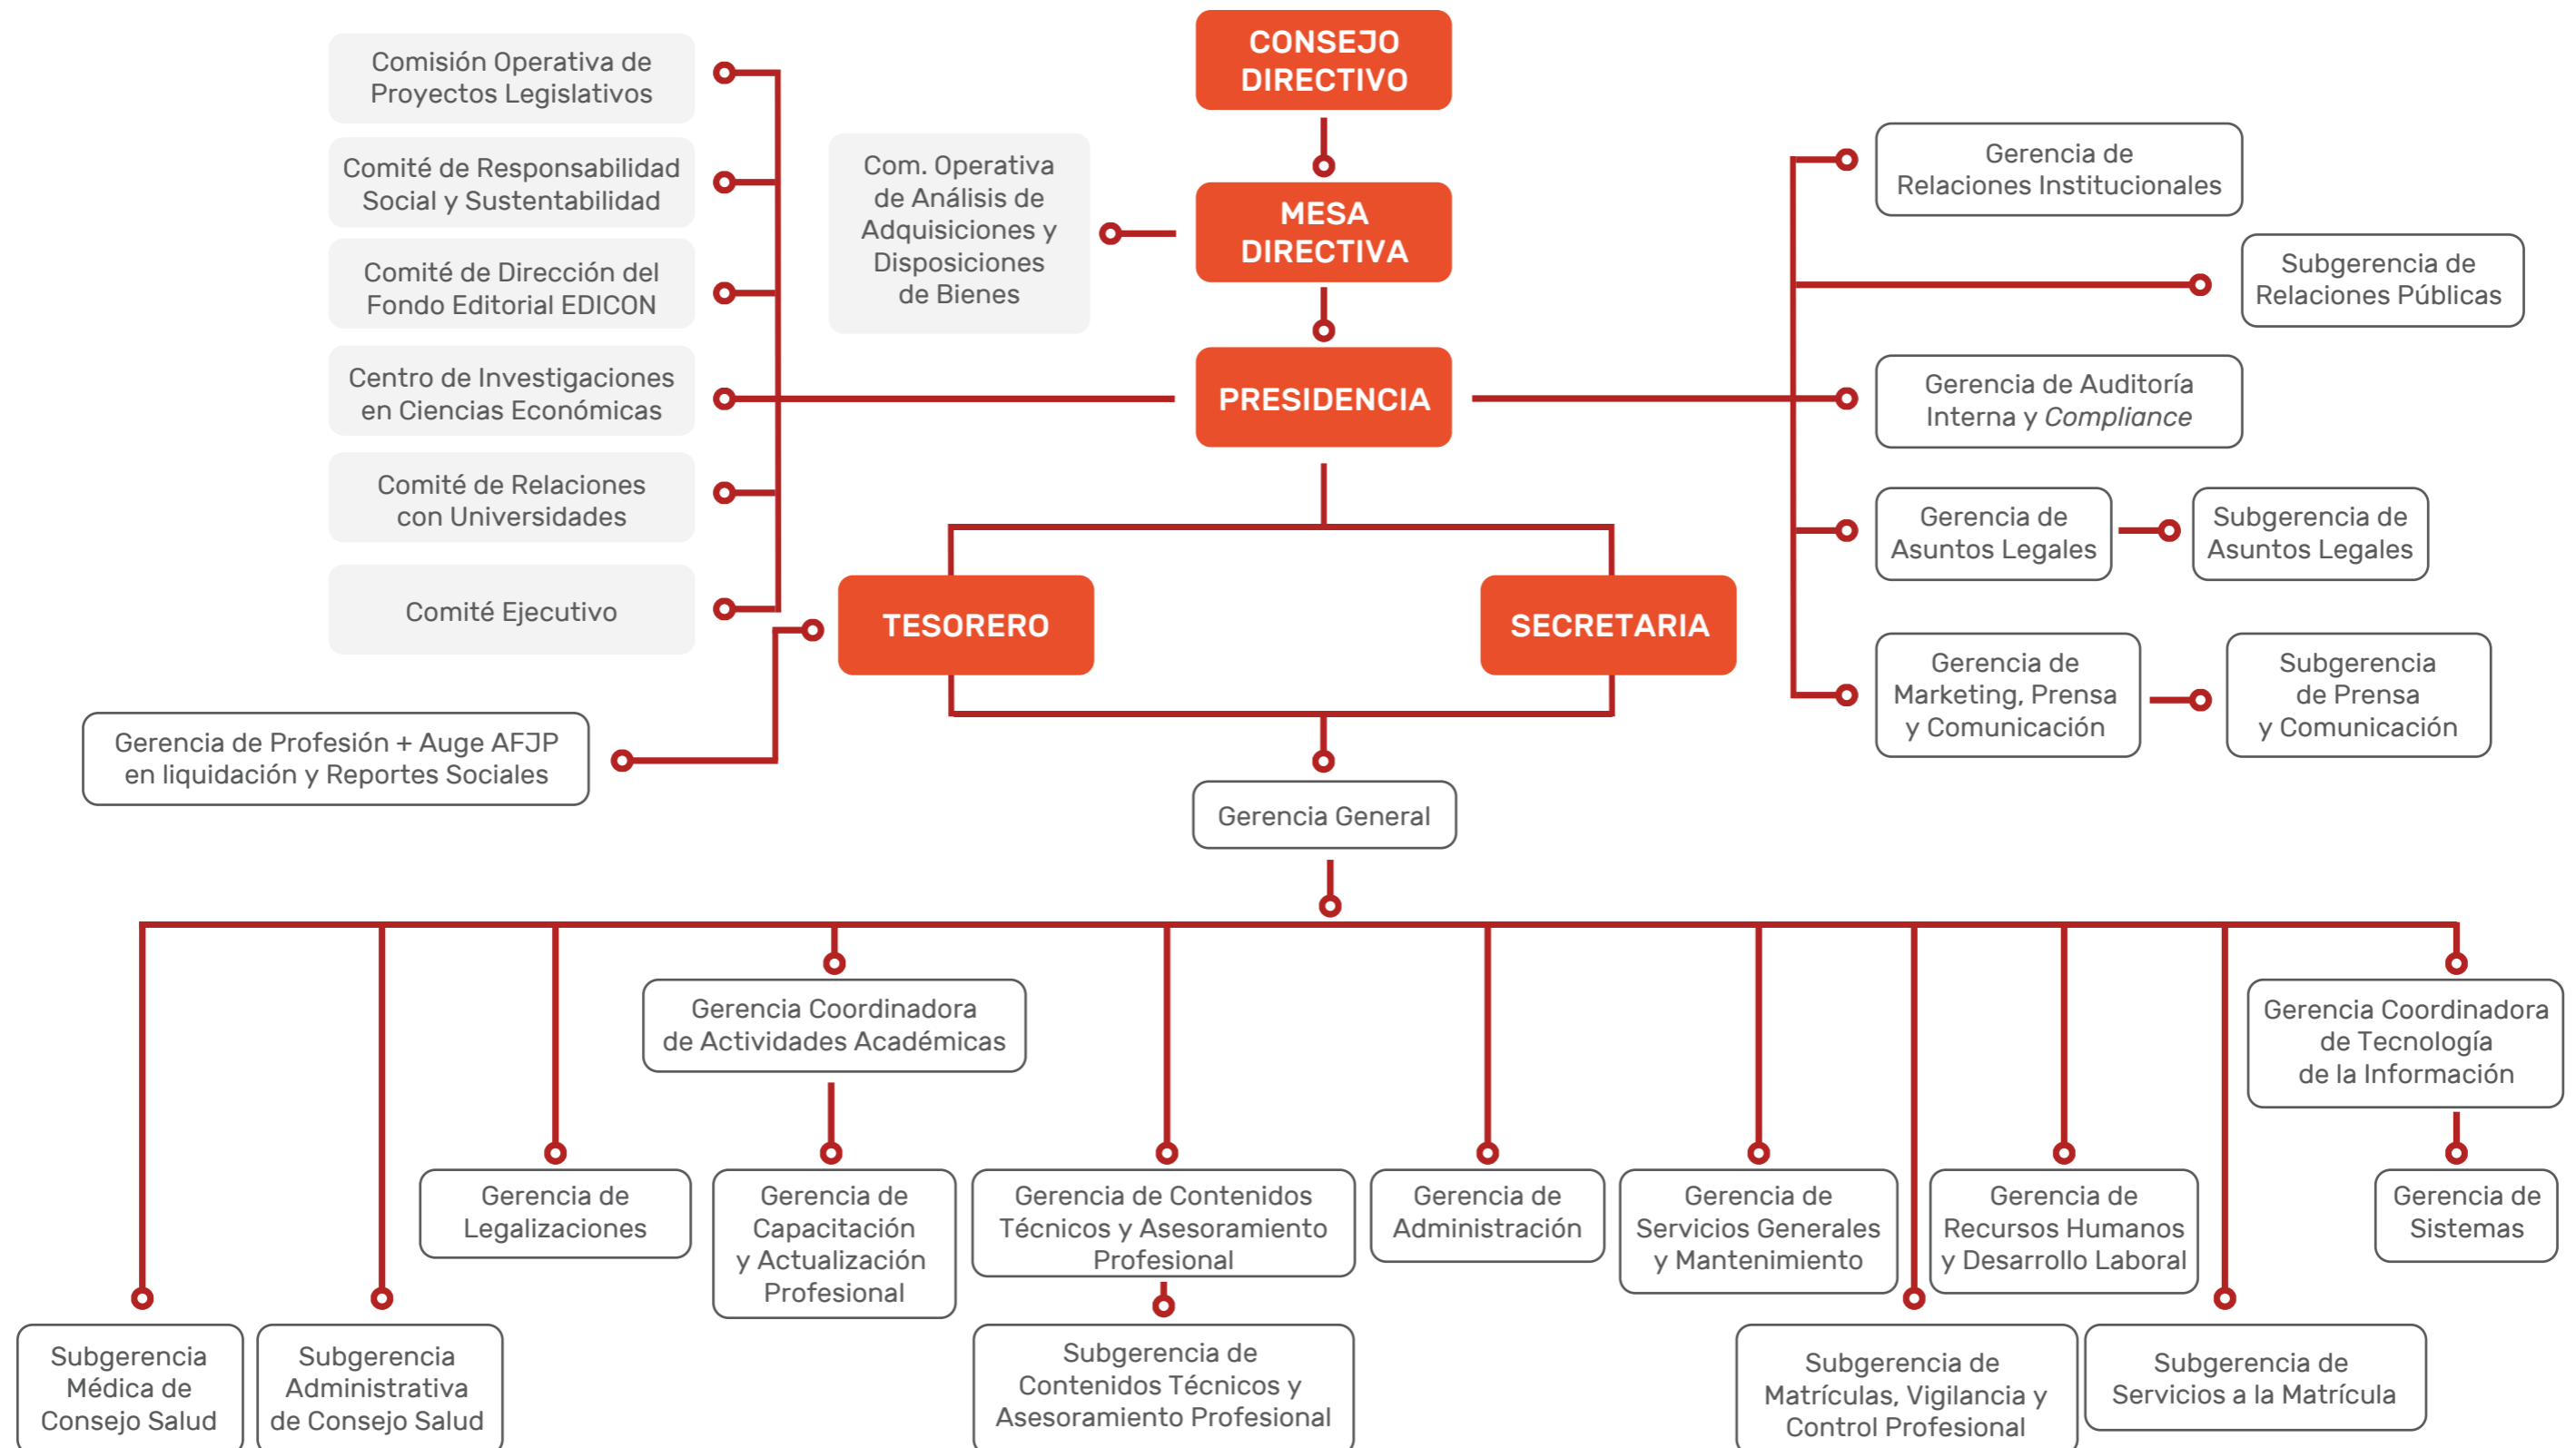 CONSEJO
DIRECTIVO
Comisión Operativa de
Proyectos Legislativos
Comité de Responsabilidad
Social y Sustentabilidad
Comité de Dirección del
Fondo Editorial EDICON
Centro de Investigaciones
en Ciencias Económicas
Comité de Relaciones
con Universidades
Comité Ejecutivo
Com. Operativa
de Análisis de
Adquisiciones y
Disposiciones
de Bienes
MESA
DIRECTIVA
PRESIDENCIA
Gerencia de
Relaciones Institucionales
Subgerencia de
Relaciones Públicas
Gerencia de Auditoría
Interna y Compliance
Gerencia de
Asuntos Legales
Subgerencia de
Asuntos Legales
Gerencia de
Marketing, Prensa
y Comunicación
Subgerencia
de Prensa
y Comunicación
TESORERO
SECRETARIA
Gerencia de Profesión + Auge AFJP
en liquidación y Reportes Sociales
Gerencia General
Gerencia Coordinadora
de Actividades Académicas
Gerencia Coordinadora
de Tecnología
de la Información
Gerencia de
Legalizaciones
Gerencia de
Capacitación
y Actualización
Profesional
Gerencia de Contenidos
Técnicos y Asesoramiento
Profesional
Gerencia de
Administración
Gerencia de
Servicios Generales
y Mantenimiento
Gerencia de
Recursos Humanos
y Desarrollo Laboral
Gerencia de
Sistemas
Subgerencia
Médica de
Consejo Salud
Subgerencia
Administrativa
de Consejo Salud
Subgerencia de
Contenidos Técnicos y
Asesoramiento Profesional
Subgerencia de
Matrículas, Vigilancia y
Control Profesional
Subgerencia de
Servicios a la Matrícula